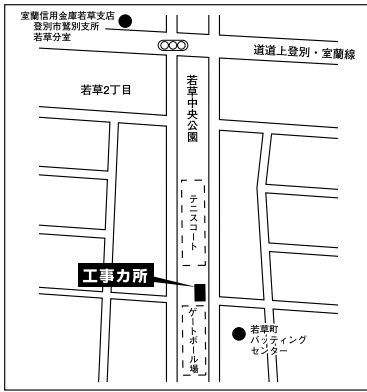 室蘭信用金庫若草支店
登別市鷲別支所
若草分室
道道上登別・室蘭線
若草2丁目
若草中央公園
テニスコート
工事カ所
ゲートボール場
若草町
バッティング
センター